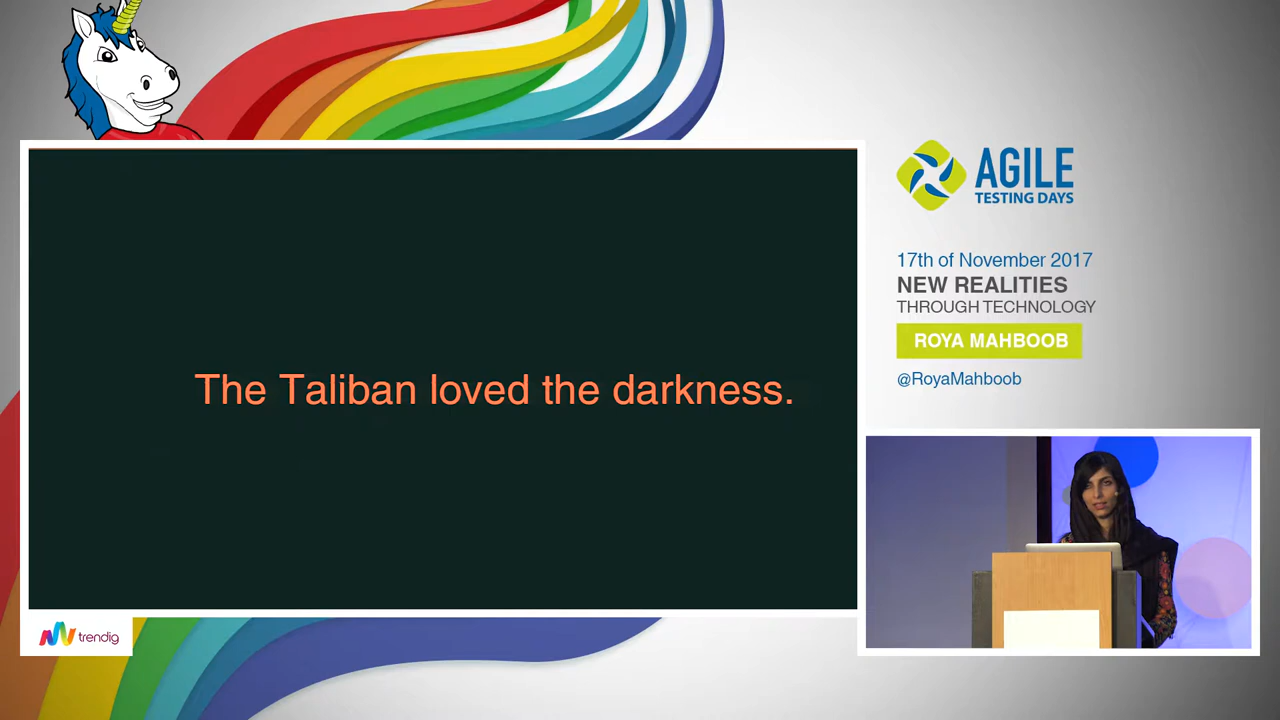 The Taliban loved the darkness.
trendig
AGILE
TESTING DAYS
17th of November 2017
NEW REALITIES
THROUGH TECHNOLOGY
ROYA MAHBOOB
@RoyaMahboob